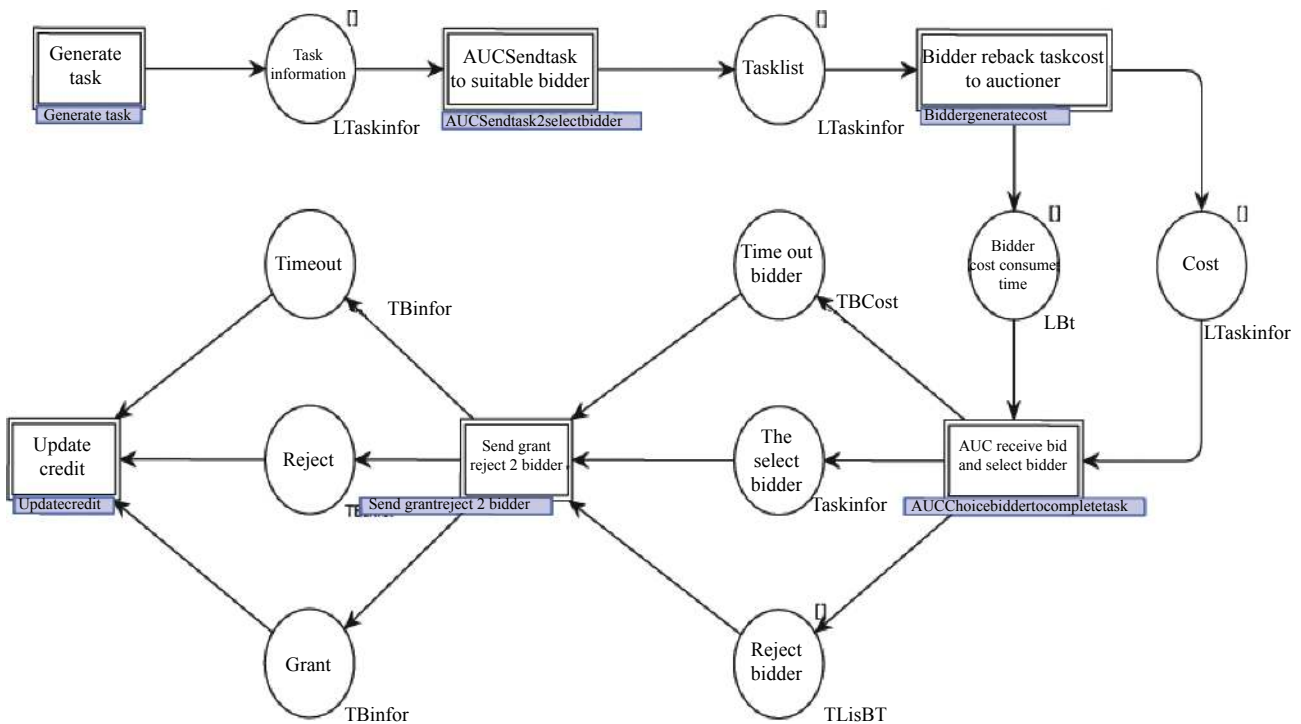 Generate
task
Generate task
[]
Task
information
LTaskinfor
AUCSendtask
to suitable bidder
AUCSendtask2selectbidder
[]
Tasklist
LTaskinfor
Bidder reback taskcost
to auctioner
Biddergeneratecost
Timeout
TBinfor
Time out
bidder
TBCost
[]
Bidder
cost consume
time
LBt
[]
Cost
LTaskinfor
Update
credit
Updatecredit
Reject
Send grant
reject 2 bidder
Send grantreject 2 bidder
The
select
bidder
Taskinfor
AUC receive bid
and select bidder
AUCChoicebiddertocompletetask
Grant
TBinfor
[]
Reject
bidder
TLisBT